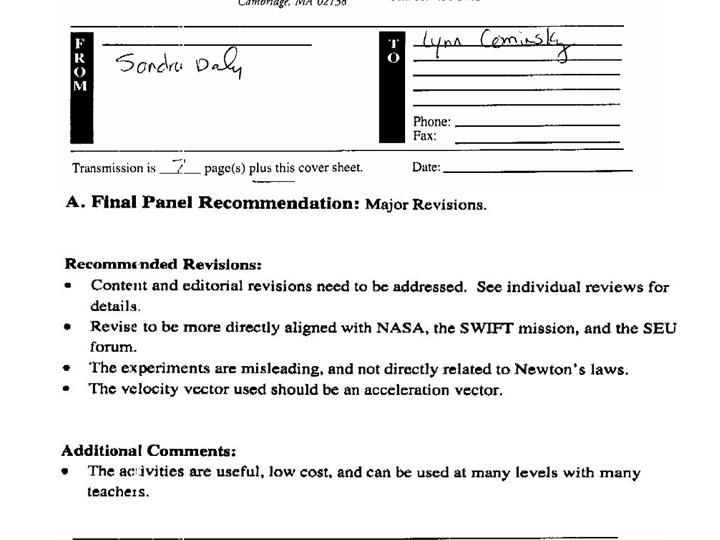 Cambridge, MA 02138
FROM
Sandra Daly
TO
Lynn Cominsky
Phone:
Fax:
Transmission is 7 page(s) plus this cover sheet.
Date:
A. Final Panel Recommendation: Major Revisions.
Recommended Revisions:
• Content and editorial revisions need to be addressed. See individual reviews for
details.
• Revise to be more directly aligned with NASA, the SWIFT mission, and the SEU
forum.
• The experiments are misleading, and not directly related to Newton's laws.
• The velocity vector used should be an acceleration vector.
Additional Comments:
• The activities are useful, low cost, and can be used at many levels with many
teachers.